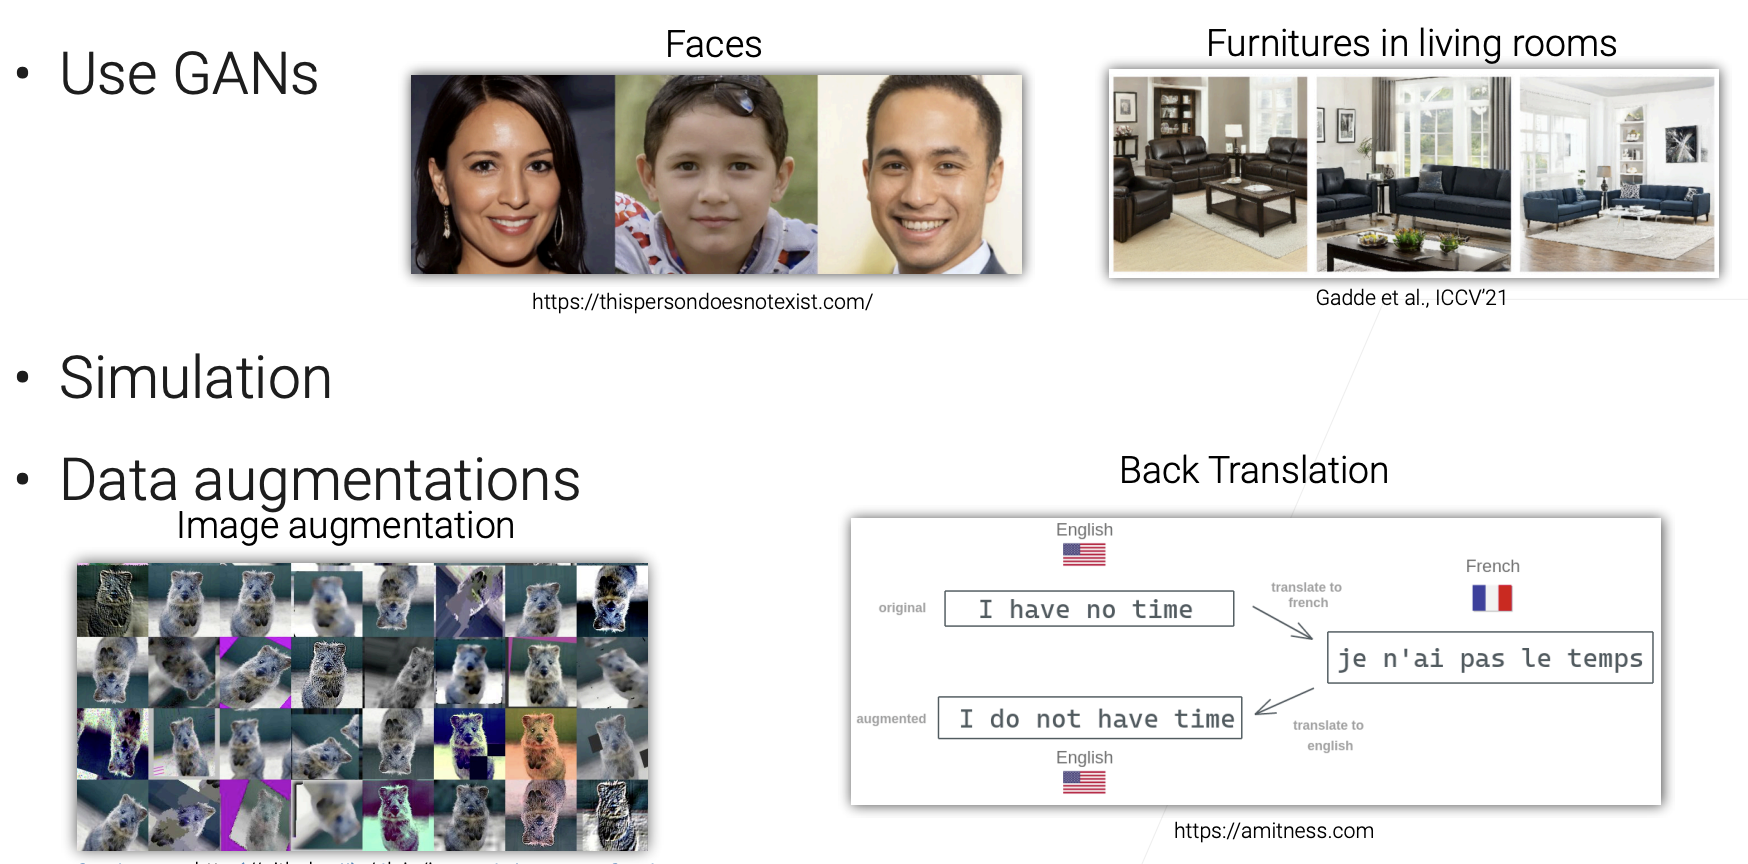 • Use GANs
Faces
https://thispersondoesnotexist.com/
Furnitures in living rooms
Gadde et al., ICCV'21
• Simulation
• Data augmentations
Image augmentation
Back Translation
English
original
I have no time
translate to
french
French
je n'ai pas le temps
augmented
I do not have time
translate to
english
English
https://amitness.com